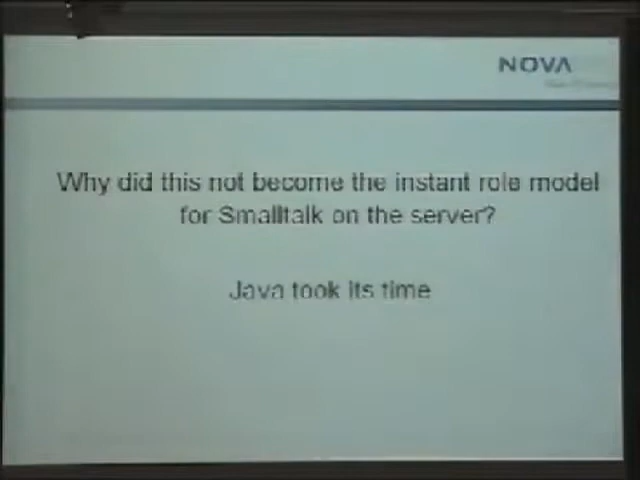 NOVA
Why did this not become the instant role model
for Smalltalk on the server?
Java took its time